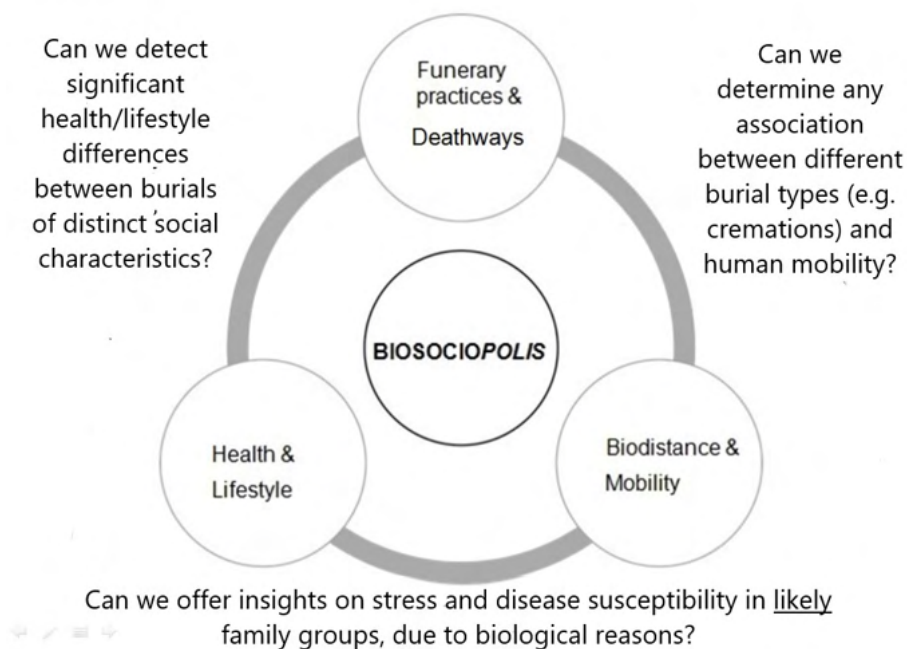 Can we detect
significant
health/lifestyle
differences
between burials
of distinct social
characteristics?
Funerary
practices &
Deathways
Can we
determine any
association
between different
burial types (e.g.
cremations) and
human mobility?
BIOSOCIOPOLIS
Health &
Lifestyle
Biodistance &
Mobility
Can we offer insights on stress and disease susceptibility in likely
family groups, due to biological reasons?